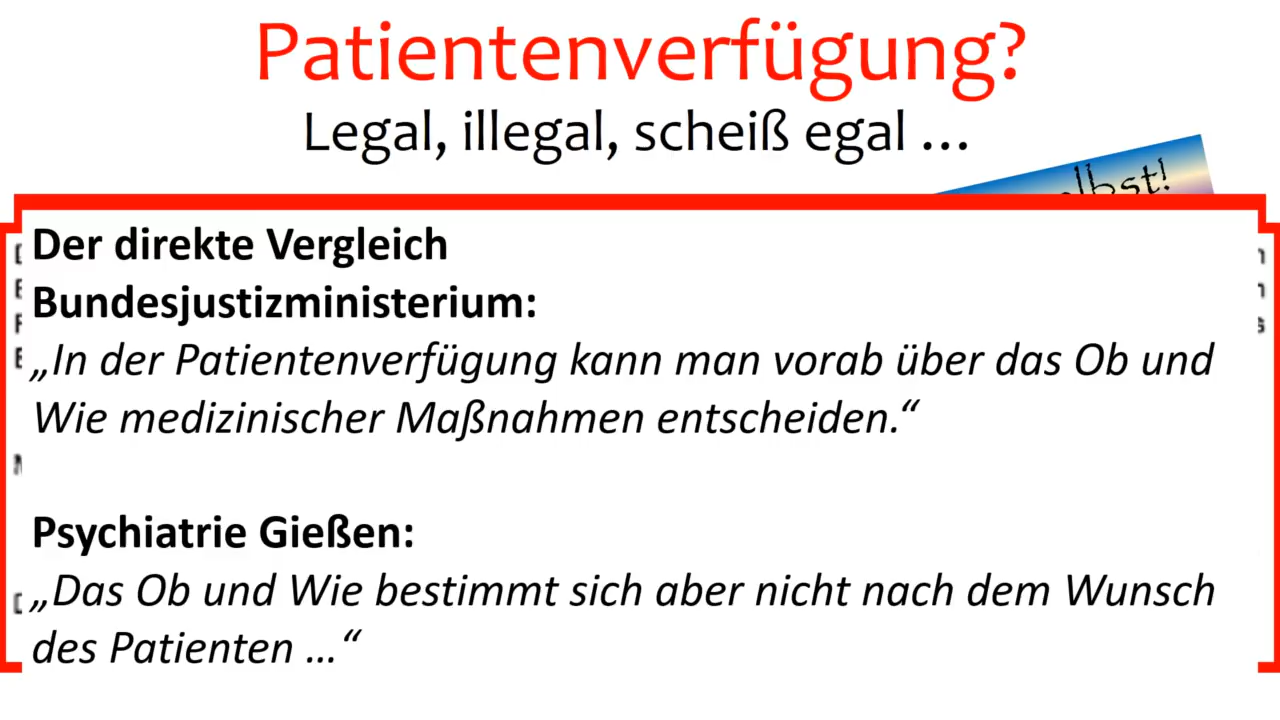 Patientenverfügung?
Legal, illegal, scheiß egal ...
Der direkte Vergleich
Bundesjustizministerium:
„In der Patientenverfügung kann man vorab über das Ob und
Wie medizinischer Maßnahmen entscheiden.“
Psychiatrie Gießen:
„Das Ob und Wie bestimmt sich aber nicht nach dem Wunsch
des Patienten ...“